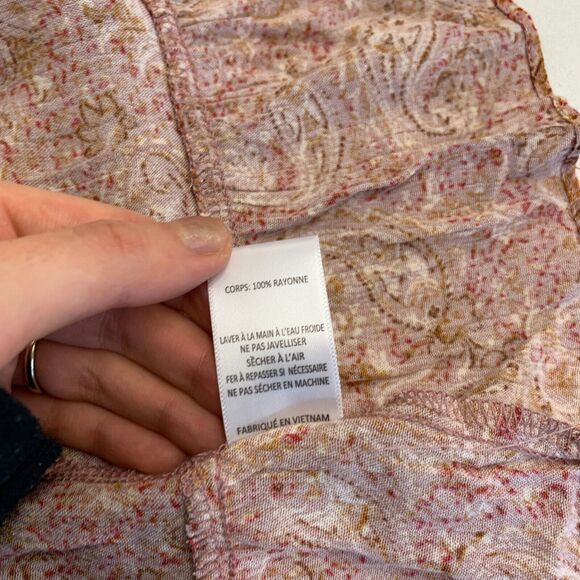 CORPS: 100% RAYONNE
LAVER À LA MAIN À L'EAU FROIDE
NE PAS JAVELLISER
SÈCHER À L'AIR
FER À REPASSER SI NÉCESSAIRE
NE PAS SÉCHER EN MACHINE
FABRIQUÉ EN VIETNAM